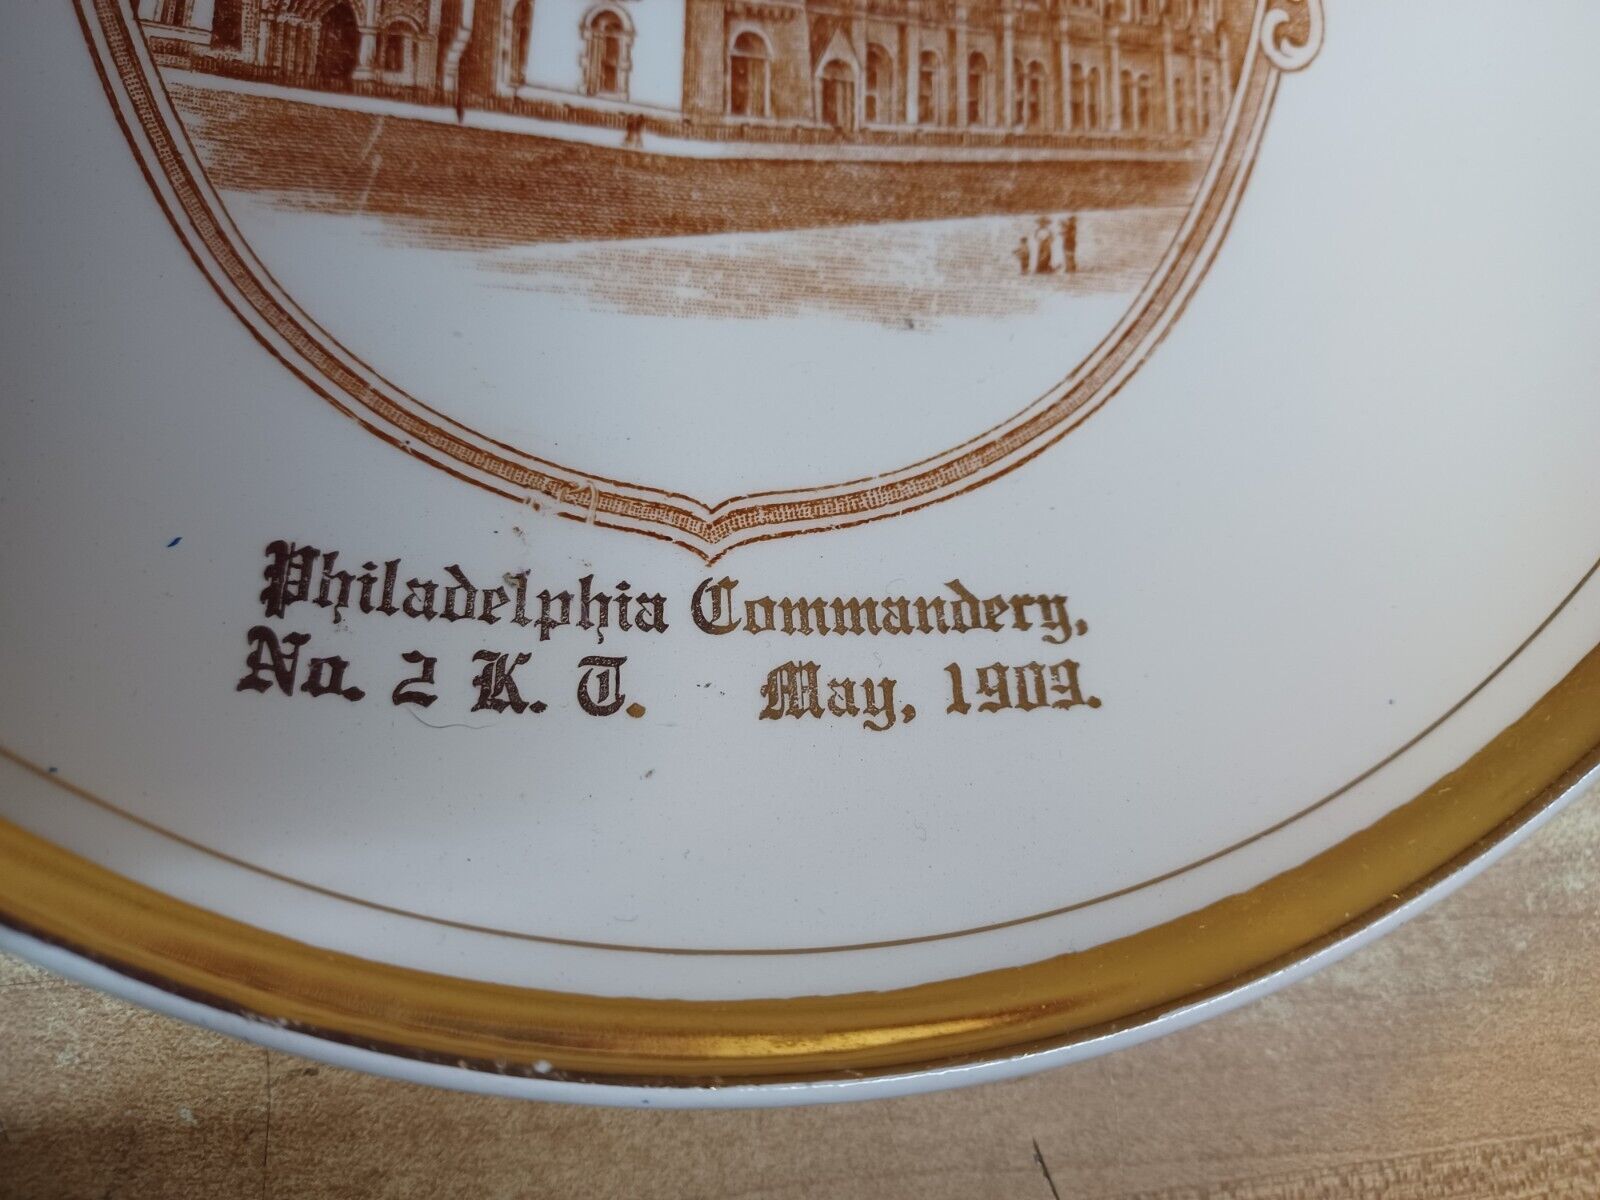 Philadelphia Commandery,
No. 2 K. T. May, 1909.